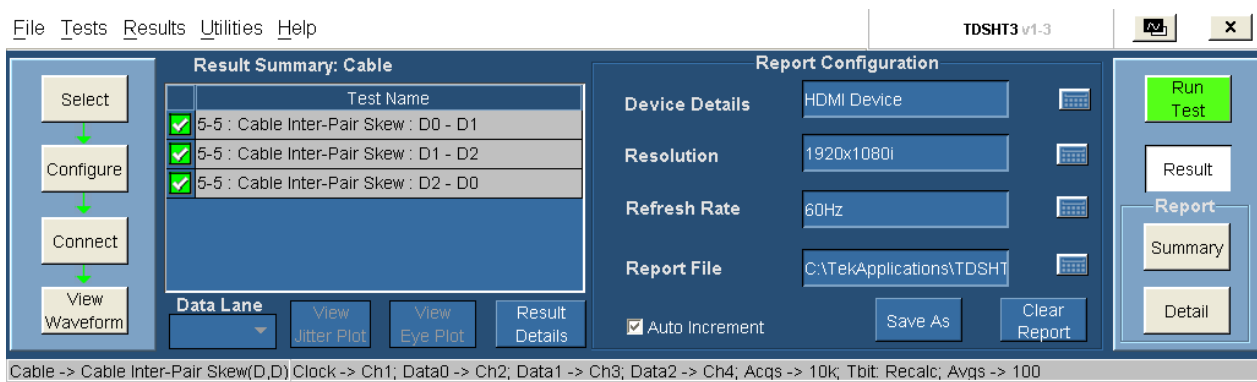 File Tests Results Utilities Help
TDSHT3 v1-3
x
Result Summary: Cable
Report Configuration
Select
Configure
Connect
View
Waveform
Test Name
5-5 : Cable Inter-Pair Skew : D0 - D1
5-5 : Cable Inter-Pair Skew : D1 - D2
5-5 : Cable Inter-Pair Skew : D2 - D0
Data Lane
View
Jitter Plot
View
Eye Plot
Result
Details
Device Details
HDMI Device
Resolution
1920x1080i
Refresh Rate
60Hz
Report File
C:\TekApplications\TDSHT
Auto Increment
Save As
Clear
Report
Run
Test
Result
Report
Summary
Detail
Cable -> Cable Inter-Pair Skew(D,D) Clock -> Ch1; Data0 -> Ch2; Data1 -> Ch3; Data2 -> Ch4; Acqs -> 10k; Tbit: Recalc; Avgs -> 100